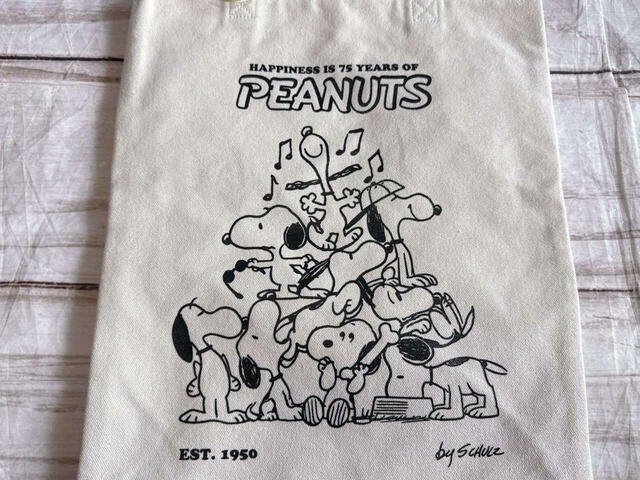 HAPPINESS IS 75 YEARS OF
PEANUTS
EST. 1950
by SCHULZ